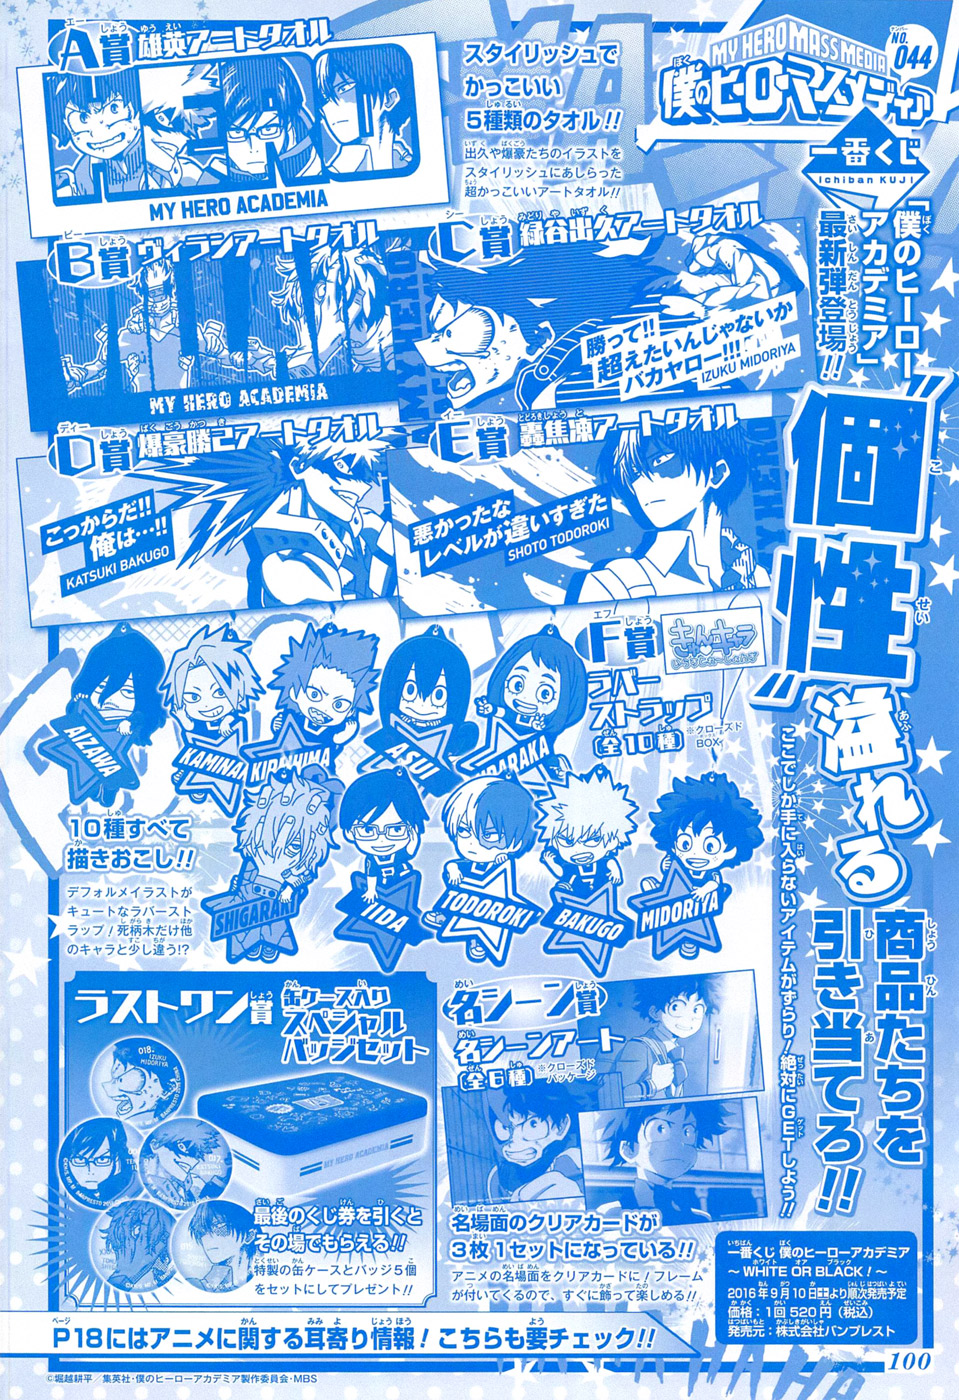 NO.
044
MY HERO MASS MEDIA
僕のヒーローマスメディア
一番くじ
Ichiban KUJI
「僕のヒーロー
アカデミア」
最新弾登場!!
"個性"溢れる
商品たちを
引き当てろ!!
ここでしか手に入らないアイテムがずらり!絶対にGETしよう!!
A賞 雄英アートタオル
HERO
MY HERO ACADEMIA
スタイリッシュで
かっこいい
5種類のタオル!!
出久や爆豪たちのイラストを
スタイリッシュにあしらった
超かっこいいアートタオル!!
B賞 ヴィランアートタオル
MY HERO ACADEMIA
C賞 緑谷出久アートタオル
勝って!!
超えたいんじゃないか
バカヤロー!!!
IZUKU MIDORIYA
D賞 爆豪勝己アートタオル
こっからだ!!
俺は…!!
KATSUKI BAKUGO
E賞 轟焦凍アートタオル
悪かったな
レベルが違いすぎた
SHOTO TODOROKI
F賞
きゅんキャラ
ラバー
ストラップ
(全10種)
※クローズド
BOX
AIZAWA
KAMINARI
KIRISHIMA
ASUI
URARAKA
SHIGARAKI
IIDA
TODOROKI
BAKUGO
MIDORIYA
10種すべて
描きおこし!!
デフォルメイラストが
キュートなラバースト
ラップ!死柄木だけ他
のキャラと少し違う!?
ラストワン賞
缶ケース入り
スペシャル
バッジセット
018
IZUKU
MIDORIYA
MY HERO ACADEMIA
最後のくじ券を引くと
その場でもらえる!!
特製の缶ケースとバッジ5個
をセットにしてプレゼント!!
名シーン賞
名シーンアート
(全6種)
※クローズド
パッケージ
名場面のクリアカードが
3枚1セットになっている!!
アニメの名場面をクリアカードに!フレーム
が付いてくるので、すぐに飾って楽しめる!!
一番くじ 僕のヒーローアカデミア
～WHITE OR BLACK!～
2016年9月10日㊏より順次発売予定
価格:1回520円(税込)
発売元:株式会社バンプレスト
P18にはアニメに関する耳寄り情報!こちらも要チェック!!
100
©堀越耕平/集英社・僕のヒーローアカデミア製作委員会・MBS